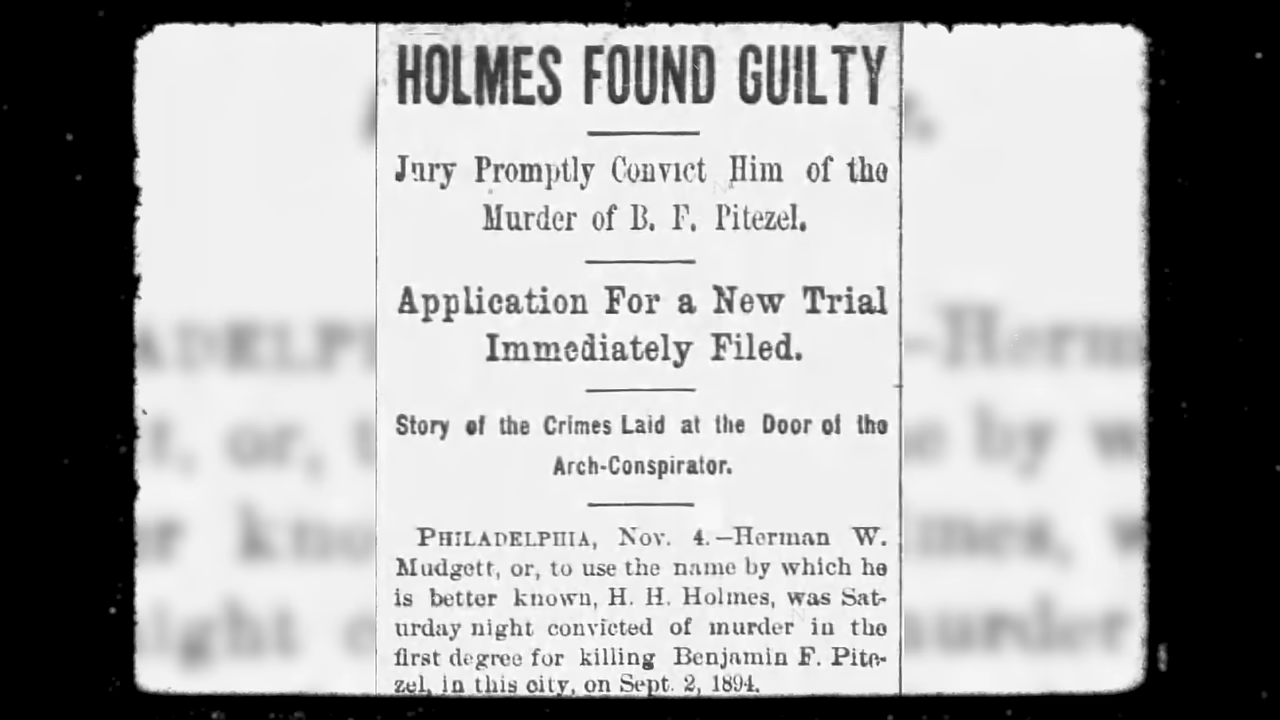 HOLMES FOUND GUILTY
Jury Promptly Convict Him of the
Murder of B. F. Pitezel.
Application For a New Trial
Immediately Filed.
Story of the Crimes Laid at the Door of the
Arch-Conspirator.
PHILADELPHIA, Nov. 4.—Herman W.
Mudgett, or, to use the name by which he
is better known, H. H. Holmes, was Sat-
urday night convicted of murder in the
first degree for killing Benjamin F. Pite-
zel, in this city, on Sept. 2, 1894.